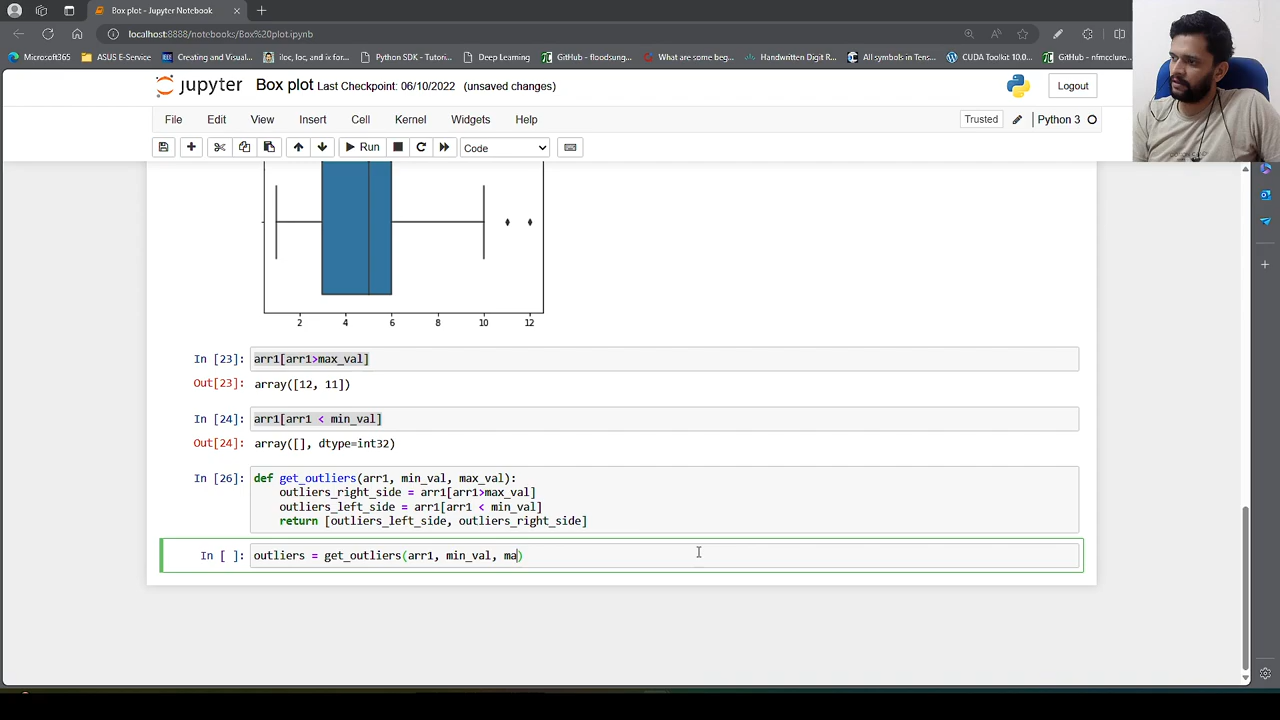 Box plot - Jupyter Notebook
localhost:8888/notebooks/Box%20plot.ipynb
Microsoft365
ASUS E-Service
Creating and Visual...
iloc, loc, and ix for...
Python SDK - Tutori...
Deep Learning
GitHub - floodsung...
What are some beg...
Handwritten Digit R...
All symbols in Tens...
CUDA Toolkit 10.0...
GitHub - nfmcclure...
jupyter Box plot Last Checkpoint: 06/10/2022 (unsaved changes)
Logout
File Edit View Insert Cell Kernel Widgets Help
Trusted
Python 3
Run
Code
2 4 6 8 10 12
In [23]: arr1[arr1>max_val]
Out[23]: array([12, 11])
In [24]: arr1[arr1 < min_val]
Out[24]: array([], dtype=int32)
In [26]: def get_outliers(arr1, min_val, max_val):
outliers_right_side = arr1[arr1>max_val]
outliers_left_side = arr1[arr1 < min_val]
return [outliers_left_side, outliers_right_side]
In [ ]: outliers = get_outliers(arr1, min_val, ma)